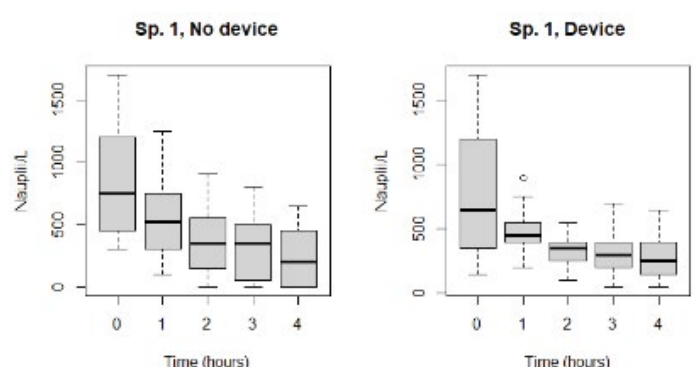 Sp. 1, No device
Nauplii/L
1500
1000
500
0
0 1 2 3 4
Time (hours)
Sp. 1, Device
Nauplii/L
1500
1000
500
0
0 1 2 3 4
Time (hours)